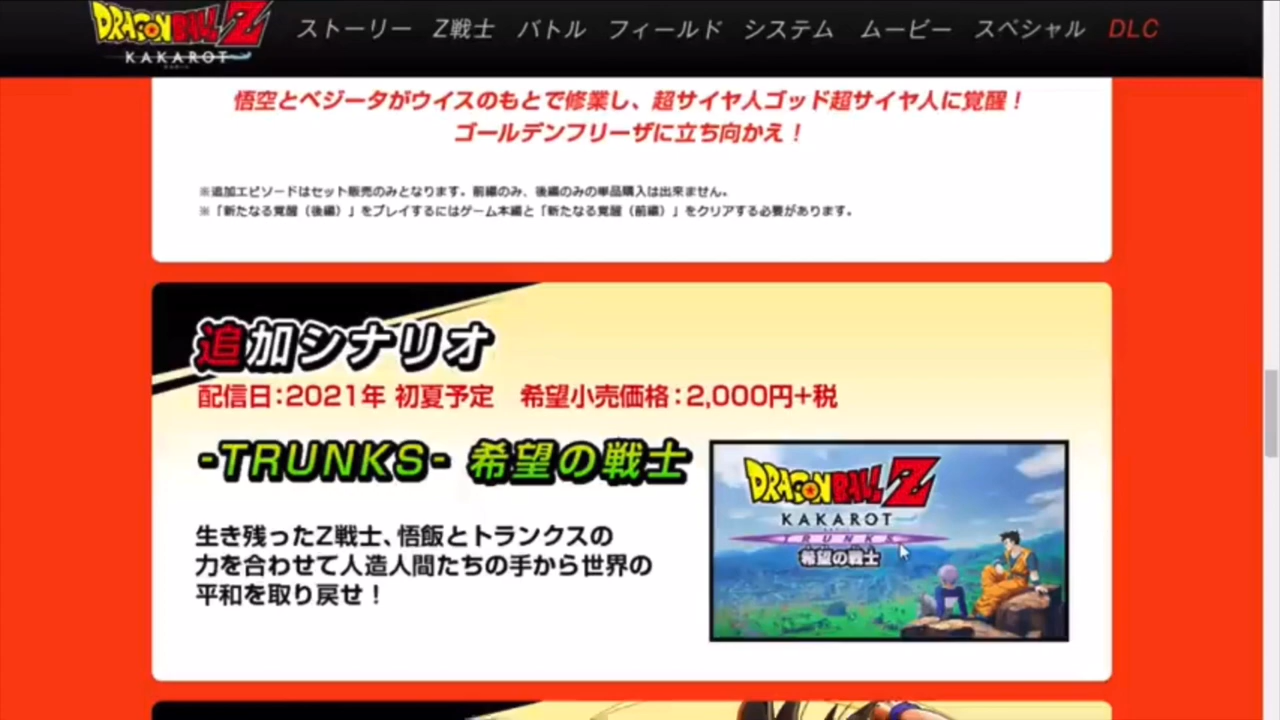 DRAGONBALL Z
KAKAROT
ストーリー Z戦士 バトル フィールド システム ムービー スペシャル DLC
悟空とベジータがウイスのもとで修業し、超サイヤ人ゴッド超サイヤ人に覚醒！
ゴールデンフリーザに立ち向かえ！
※追加エピソードはセット販売のみとなります。前編のみ、後編のみの単品購入は出来ません。
※「新たなる覚醒（後編）」をプレイするにはゲーム本編と「新たなる覚醒（前編）」をクリアする必要があります。
追加シナリオ
配信日：2021年 初夏予定　希望小売価格：2,000円+税
-TRUNKS- 希望の戦士
生き残ったZ戦士、悟飯とトランクスの
力を合わせて人造人間たちの手から世界の
平和を取り戻せ！
DRAGONBALL Z
KAKAROT
TRUNKS
希望の戦士